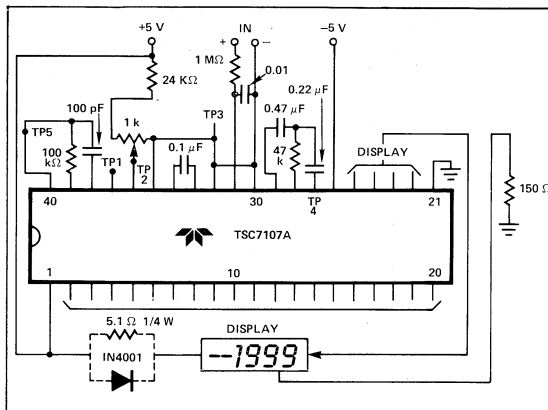 +5 V
IN
−5 V
+ −
1 MΩ
0.01
24 KΩ
0.22 μF
100 pF
TP3
0.47 μF
TP5
1 k
0.1 μF
100
kΩ
TP1
TP
2
47
k
DISPLAY
TP
4
150 Ω
40
30
21
TSC7107A
1
10
20
5.1 Ω 1/4 W
IN4001
DISPLAY
--1999